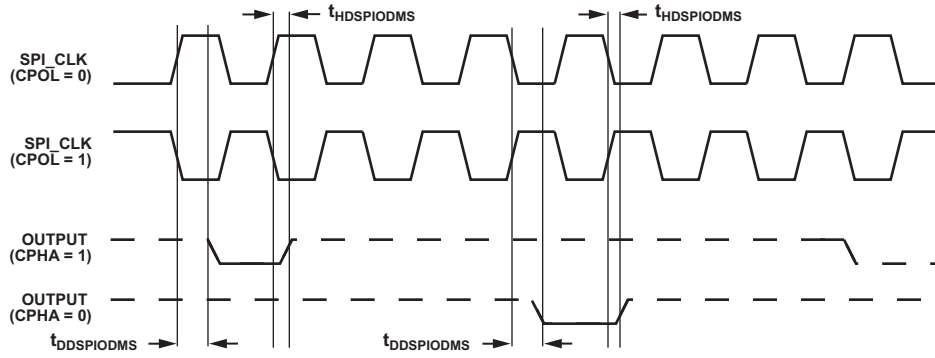 tHDSPIODMS
tHDSPIODMS
SPI_CLK
(CPOL = 0)
SPI_CLK
(CPOL = 1)
OUTPUT
(CPHA = 1)
OUTPUT
(CPHA = 0)
tDDSPIODMS
tDDSPIODMS